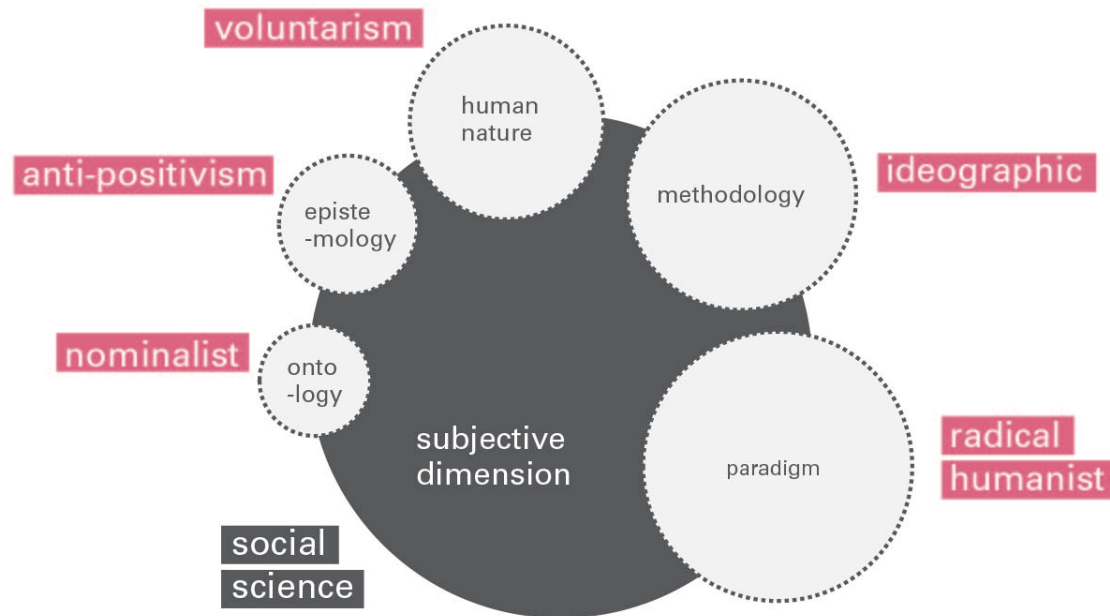 voluntarism
human
nature
methodology
ideographic
anti-positivism
episte
-mology
nominalist
onto
-logy
subjective
dimension
paradigm
radical
humanist
social
science